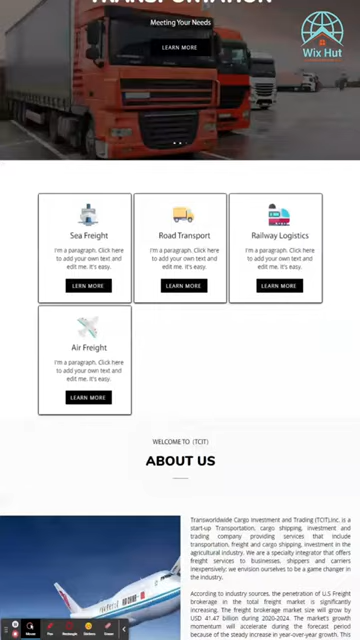 TRANSPORTATION
Meeting Your Needs
LEARN MORE
Wix Hut
Sea Freight
I'm a paragraph. Click here
to add your own text and
edit me. It's easy.
LERN MORE
Road Transport
I'm a paragraph. Click here
to add your own text and
edit me. It's easy.
LEARN MORE
Railway Logistics
I'm a paragraph. Click here
to add your own text and
edit me. It's easy.
LEARN MORE
Air Freight
I'm a paragraph. Click here
to add your own text and
edit me. It's easy.
LEARN MORE
WELCOME TO (TCIT)
ABOUT US
Transworldwide Cargo Investment and Trading (TCIT),Inc. is a
start-up Transportation, cargo shipping, investment and
trading company providing services that include
transportation, freight and cargo shipping, investment in the
agricultural industry. We are a specialty integrator that offers
freight services to businesses, shippers and carriers
inexpensively; we envision ourselves to be a game changer in
the industry.
According to industry sources, the penetration of U.S Freight
brokerage in the total freight market is significantly
increasing. The freight brokerage market size will grow by
USD 41.47 billion during 2020-2024. The market's growth
momentum will accelerate during the forecast period
because of the steady increase in year-over-year growth. This
Mouse
Pen
Rectangle
Stickers
Eraser